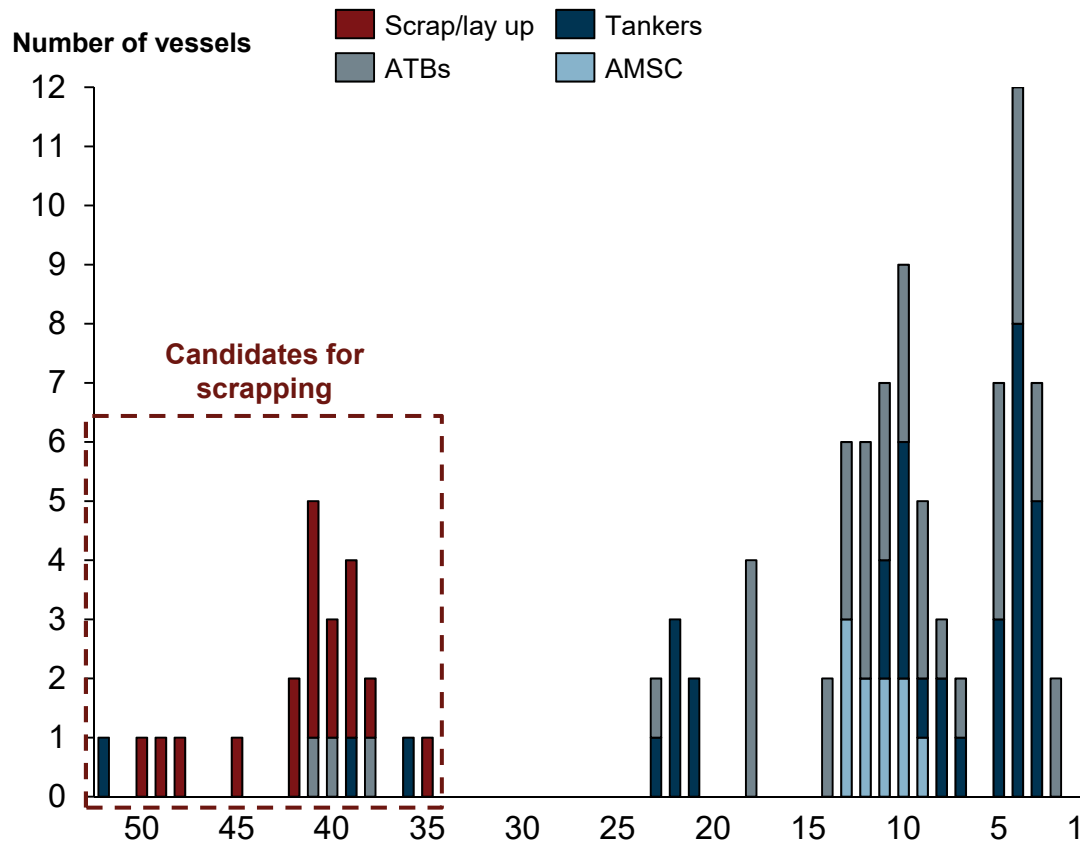 Number of vessels
Scrap/lay up
Tankers
ATBs
AMSC
12
11
10
9
8
7
6
5
4
3
2
1
0
Candidates for
scrapping
50 45 40 35 30 25 20 15 10 5 1